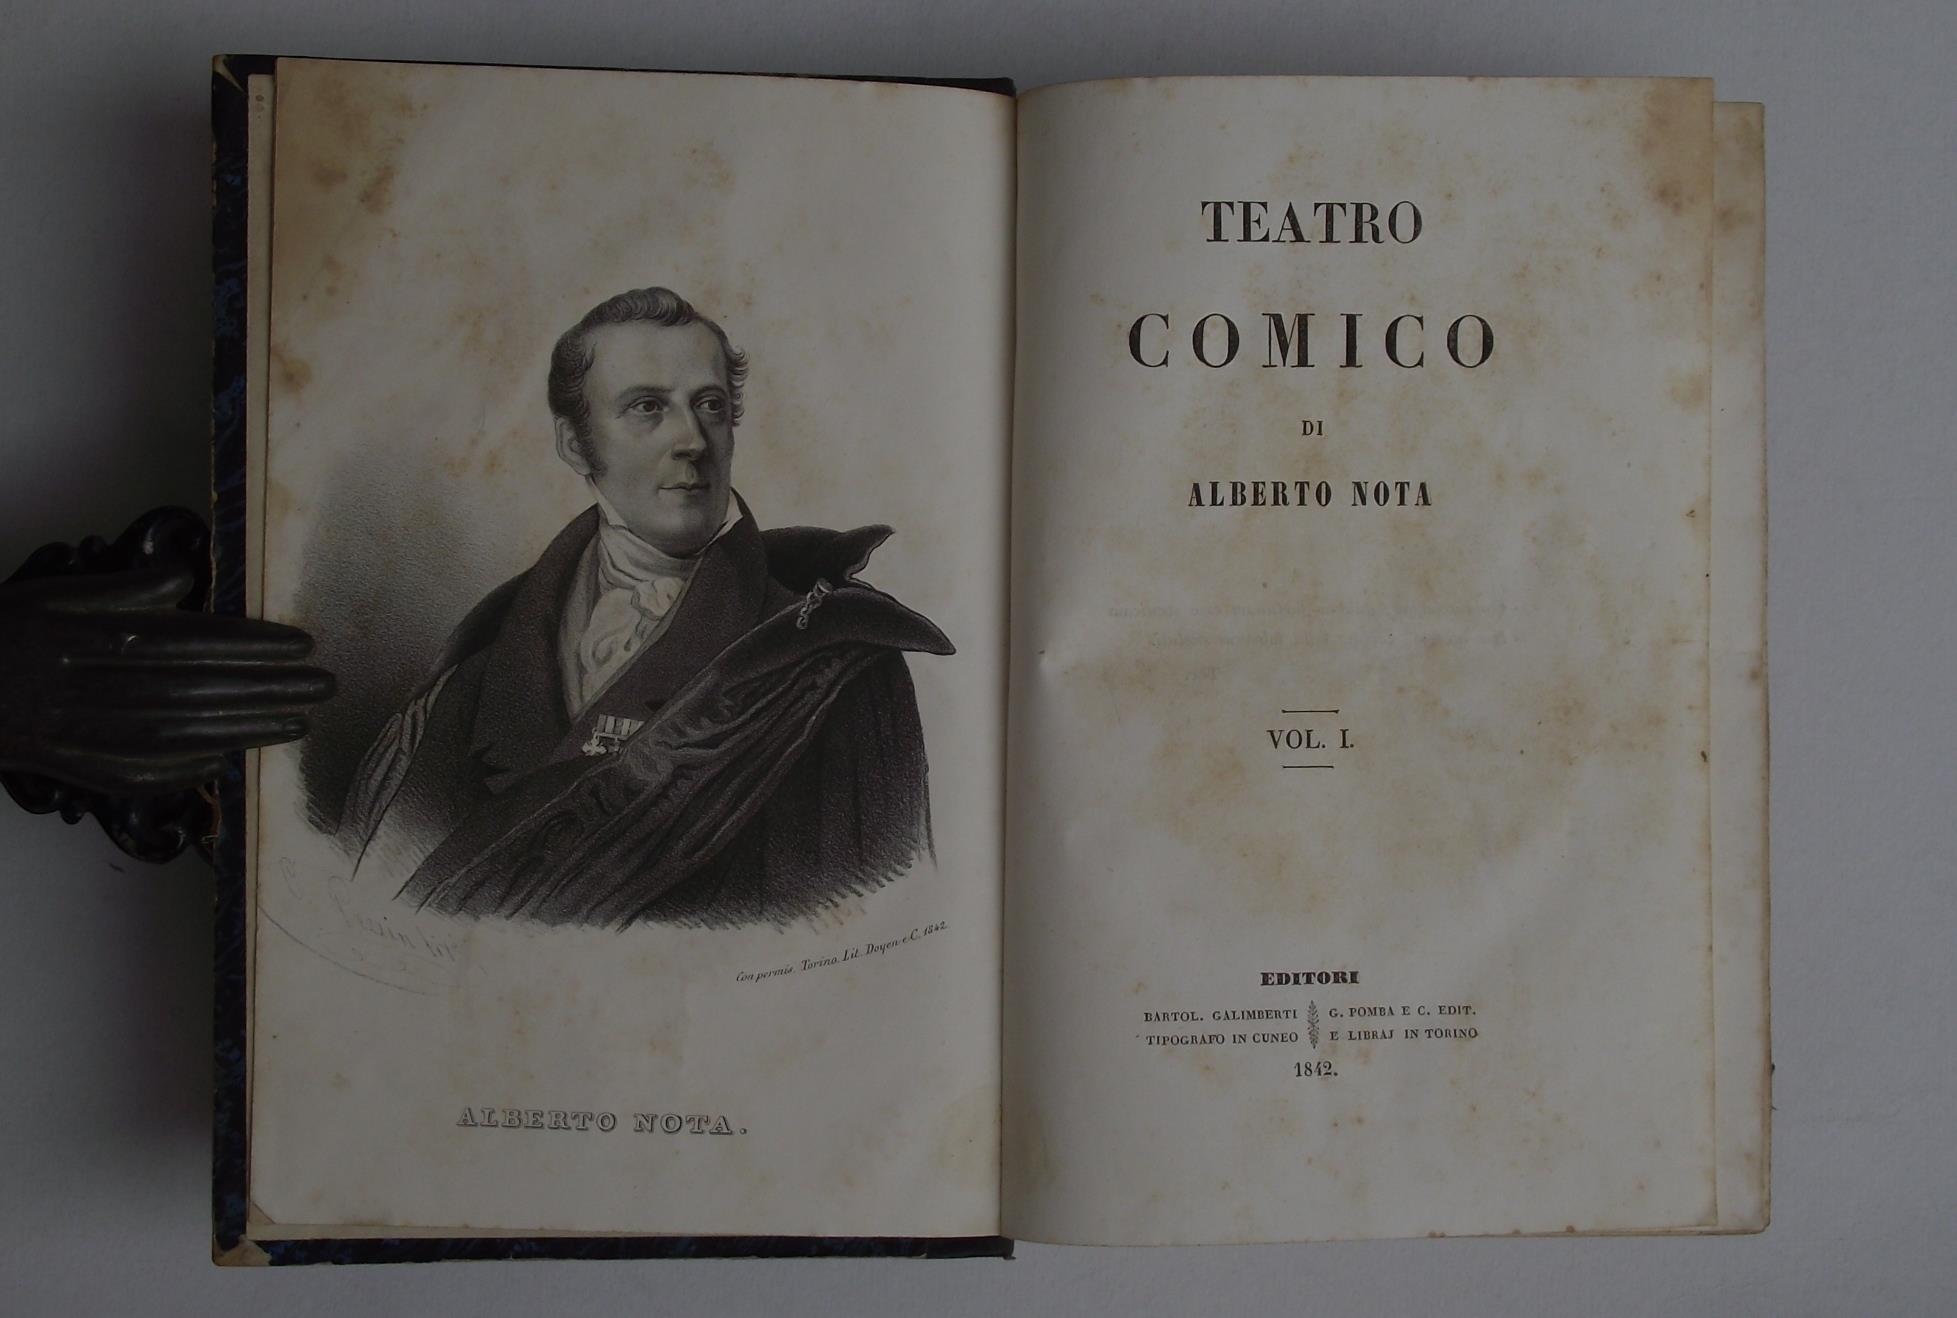 Con permis. Torino. Lit. Doyen e C. 1842
ALBERTO NOTA.
TEATRO
COMICO
DI
ALBERTO NOTA
VOL. I.
EDITORI
BARTOL. GALIMBERTI G. POMBA E C. EDIT.
TIPOGRAFO IN CUNEO E LIBRAJ IN TORINO
1842.